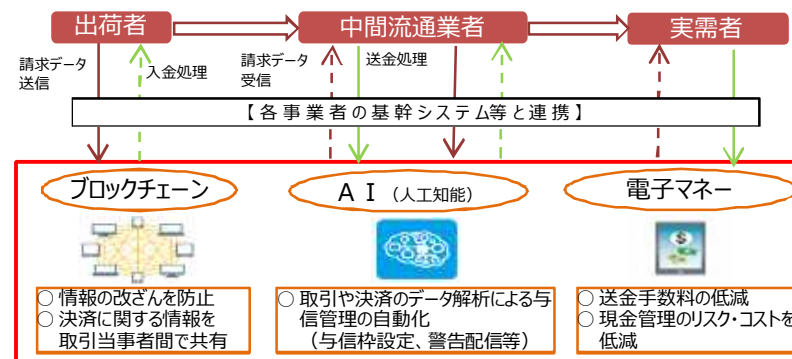 出荷者
中間流通業者
実需者
請求データ
送信
入金処理
請求データ
受信
送金処理
【各事業者の基幹システム等と連携】
ブロックチェーン
ＡＩ（人工知能）
電子マネー
○ 情報の改ざんを防止
○ 決済に関する情報を
取引当事者間で共有
○ 取引や決済のデータ解析による与
信管理の自動化
（与信枠設定、警告配信等）
$
○ 送金手数料の低減
○ 現金管理のリスク・コストを
低減